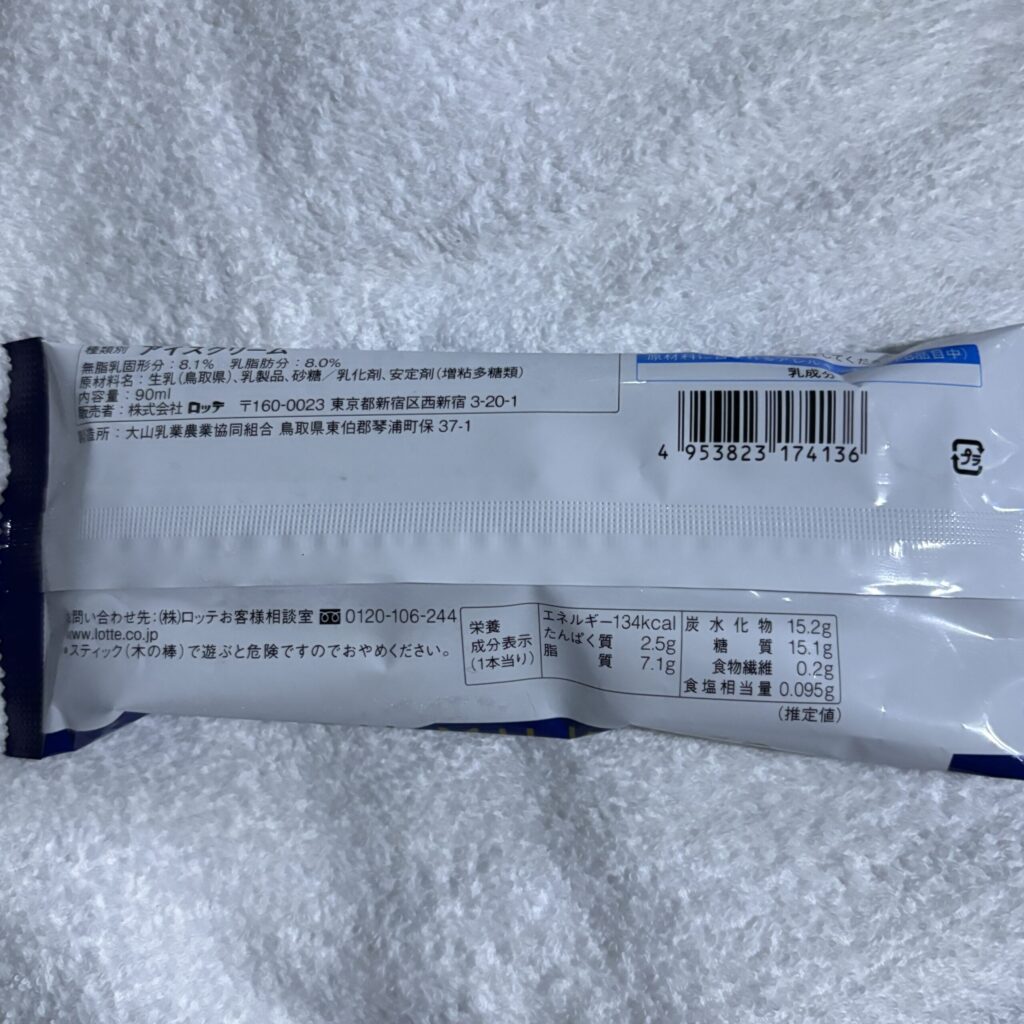 種類別 アイスクリーム
無脂乳固形分：8.1% 乳脂肪分：8.0%
原材料名：生乳（鳥取県）、乳製品、砂糖／乳化剤、安定剤（増粘多糖類）
内容量：90ml
販売者：株式会社 ロッテ 〒160-0023 東京都新宿区西新宿 3-20-1
製造所：大山乳業農業協同組合 鳥取県東伯郡琴浦町保 37-1
乳成分
4 953823 174136
プラ
お問い合わせ先：(株)ロッテお客様相談室 0120-106-244
www.lotte.co.jp
*スティック（木の棒）で遊ぶと危険ですのでおやめください。
栄養
成分表示
(1本当り)
エネルギー134kcal
たんぱく質 2.5g
脂質 7.1g
炭水化物 15.2g
糖質 15.1g
食物繊維 0.2g
食塩相当量 0.095g
(推定値)